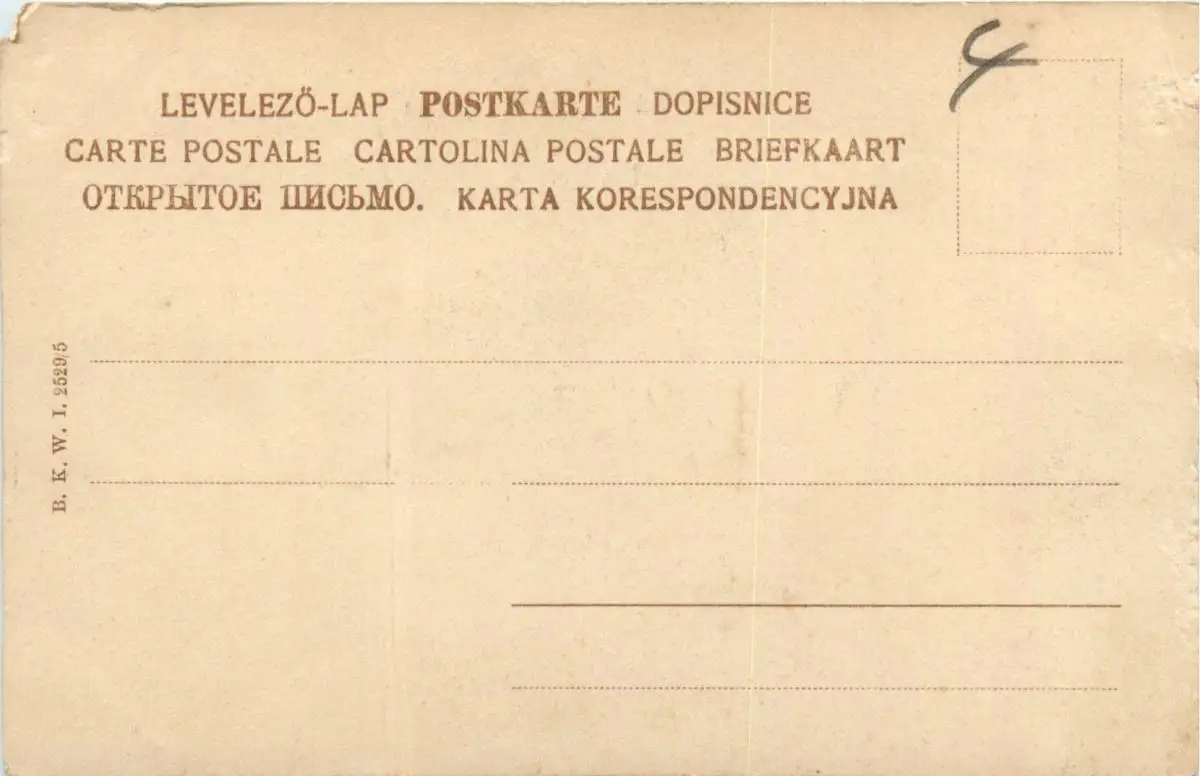 LEVELEZŐ-LAP POSTKARTE DOPISNICE
CARTE POSTALE CARTOLINA POSTALE BRIEFKAART
ОТКРЫТОЕ ПИСЬМО. KARTA KORESPONDENCYJNA
B. K. W. I. 2529/5
4